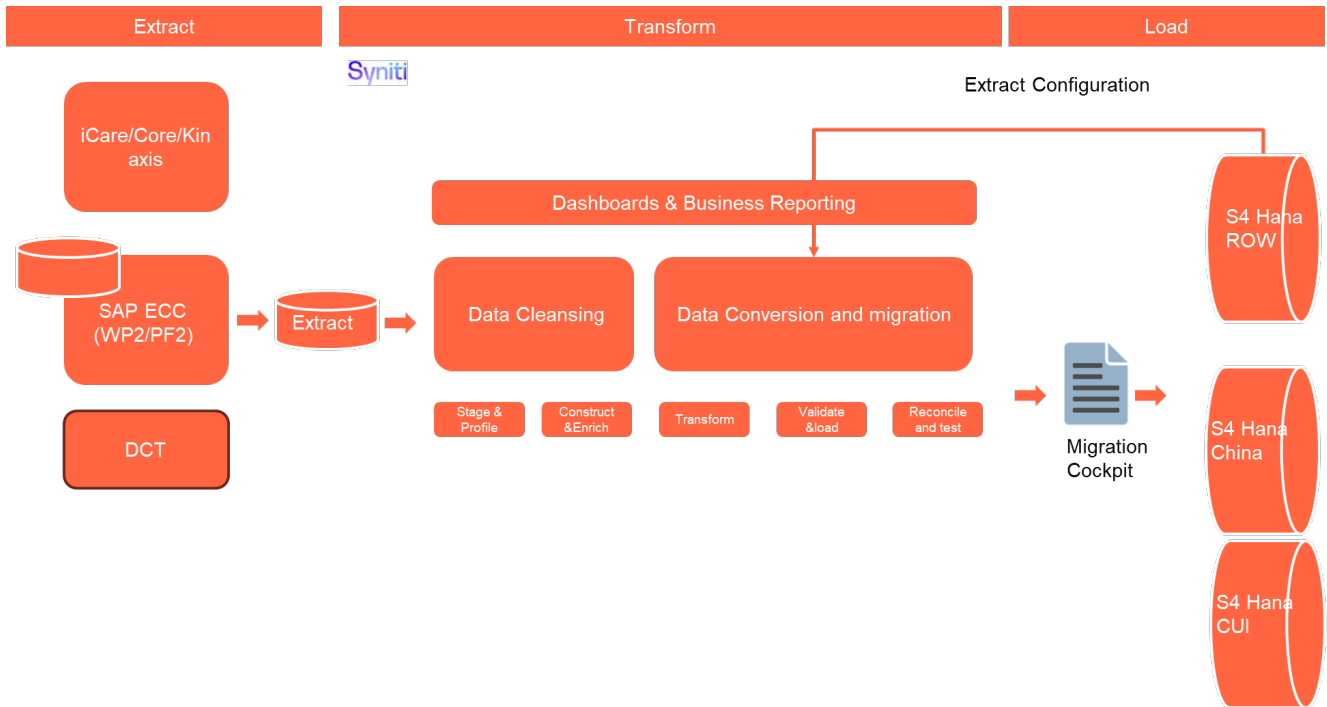 Extract
Transform
Load
Syniti
Extract Configuration
iCare/Core/Kin
axis
Dashboards & Business Reporting
S4 Hana
ROW
SAP ECC
(WP2/PF2)
Extract
Data Cleansing
Data Conversion and migration
DCT
Stage &
Profile
Construct
&Enrich
Transform
Validate
&load
Reconcile
and test
Migration
Cockpit
S4 Hana
China
S4 Hana
CUI